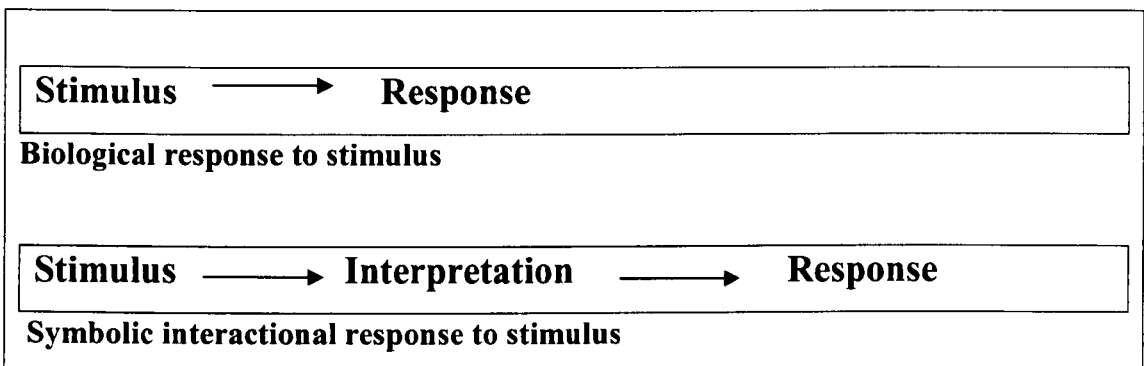 Stimulus → Response
Biological response to stimulus
Stimulus → Interpretation → Response
Symbolic interactional response to stimulus